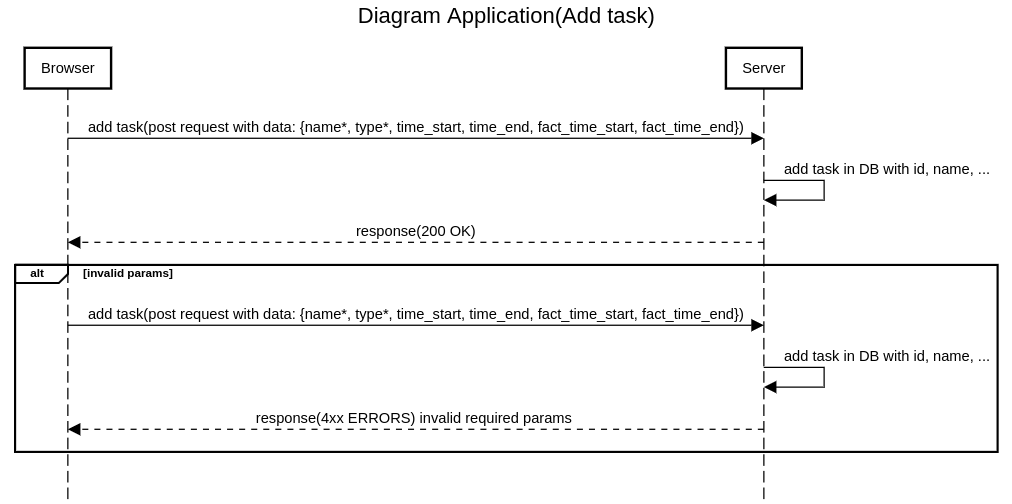 Diagram Application(Add task)
Browser
Server
add task(post request with data: {name*, type*, time_start, time_end, fact_time_start, fact_time_end})
add task in DB with id, name, ...
response(200 OK)
alt
[invalid params]
add task(post request with data: {name*, type*, time_start, time_end, fact_time_start, fact_time_end})
add task in DB with id, name, ...
response(4xx ERRORS) invalid required params